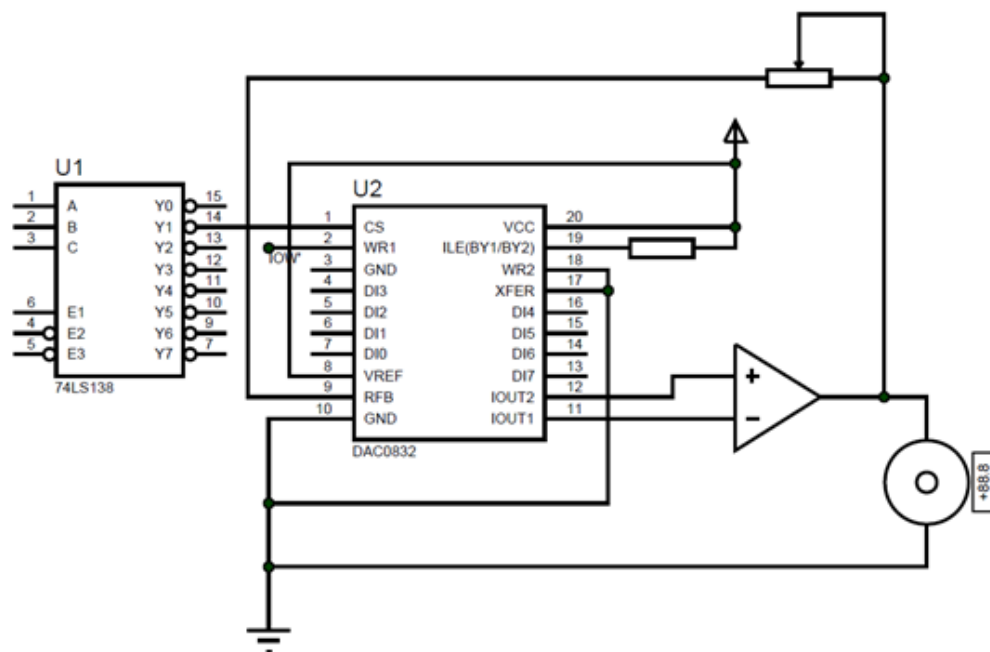 U1
1 A Y0 15
2 B Y1 14
3 C Y2 13
Y3 12
Y4 11
6 E1 Y5 10
4 E2 Y6 9
5 E3 Y7 7
74LS138
U2
1 CS VCC 20
2 WR1 ILE(BY1/BY2) 19
IOW*
3 GND WR2 18
4 DI3 XFER 17
5 DI2 DI4 16
6 DI1 DI5 15
7 DI0 DI6 14
8 VREF DI7 13
9 RFB IOUT2 12
10 GND IOUT1 11
DAC0832
+
−
+88.8